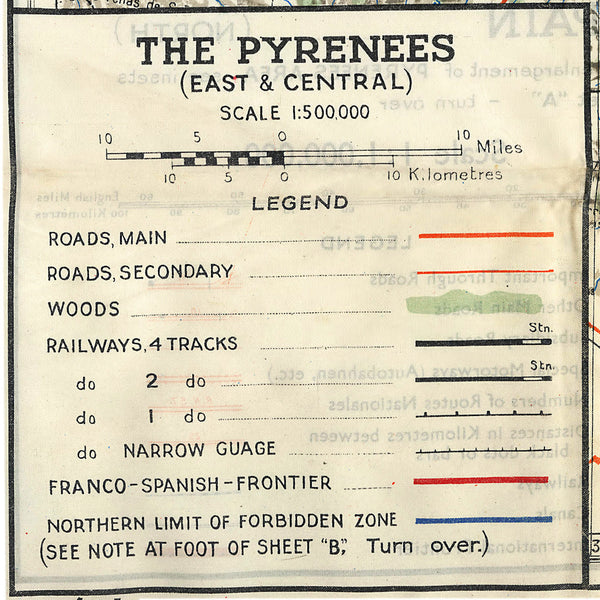 THE PYRENEES
(EAST & CENTRAL)
SCALE 1:500,000
10 5 0 10 Miles
10 5 0 10 Kilometres
LEGEND
ROADS, MAIN
ROADS, SECONDARY
WOODS
RAILWAYS, 4 TRACKS Stn.
do 2 do Stn.
do 1 do
do NARROW GUAGE
FRANCO-SPANISH-FRONTIER
NORTHERN LIMIT OF FORBIDDEN ZONE
(SEE NOTE AT FOOT OF SHEET "B", Turn over.)